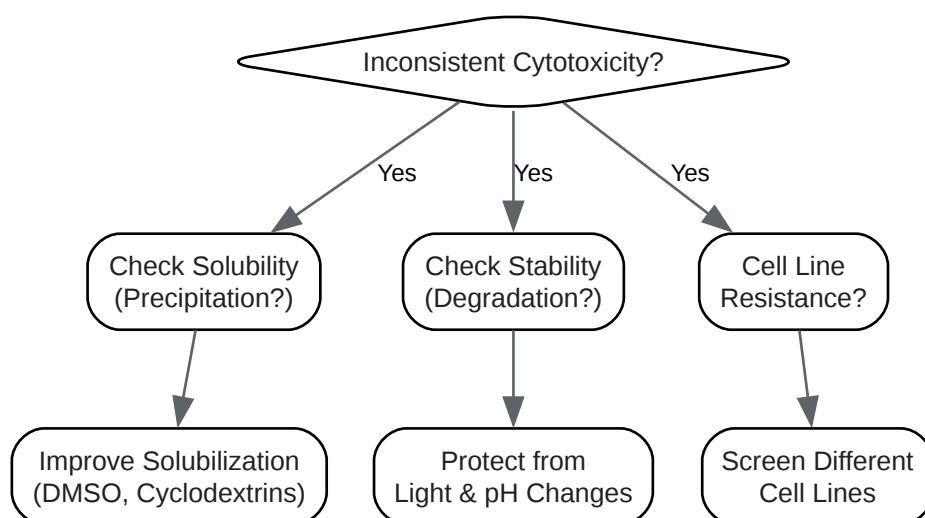 Inconsistent Cytotoxicity?
Yes
Yes
Yes
Check Solubility
(Precipitation?)
Check Stability
(Degradation?)
Cell Line
Resistance?
Improve Solubilization
(DMSO, Cyclodextrins)
Protect from
Light & pH Changes
Screen Different
Cell Lines